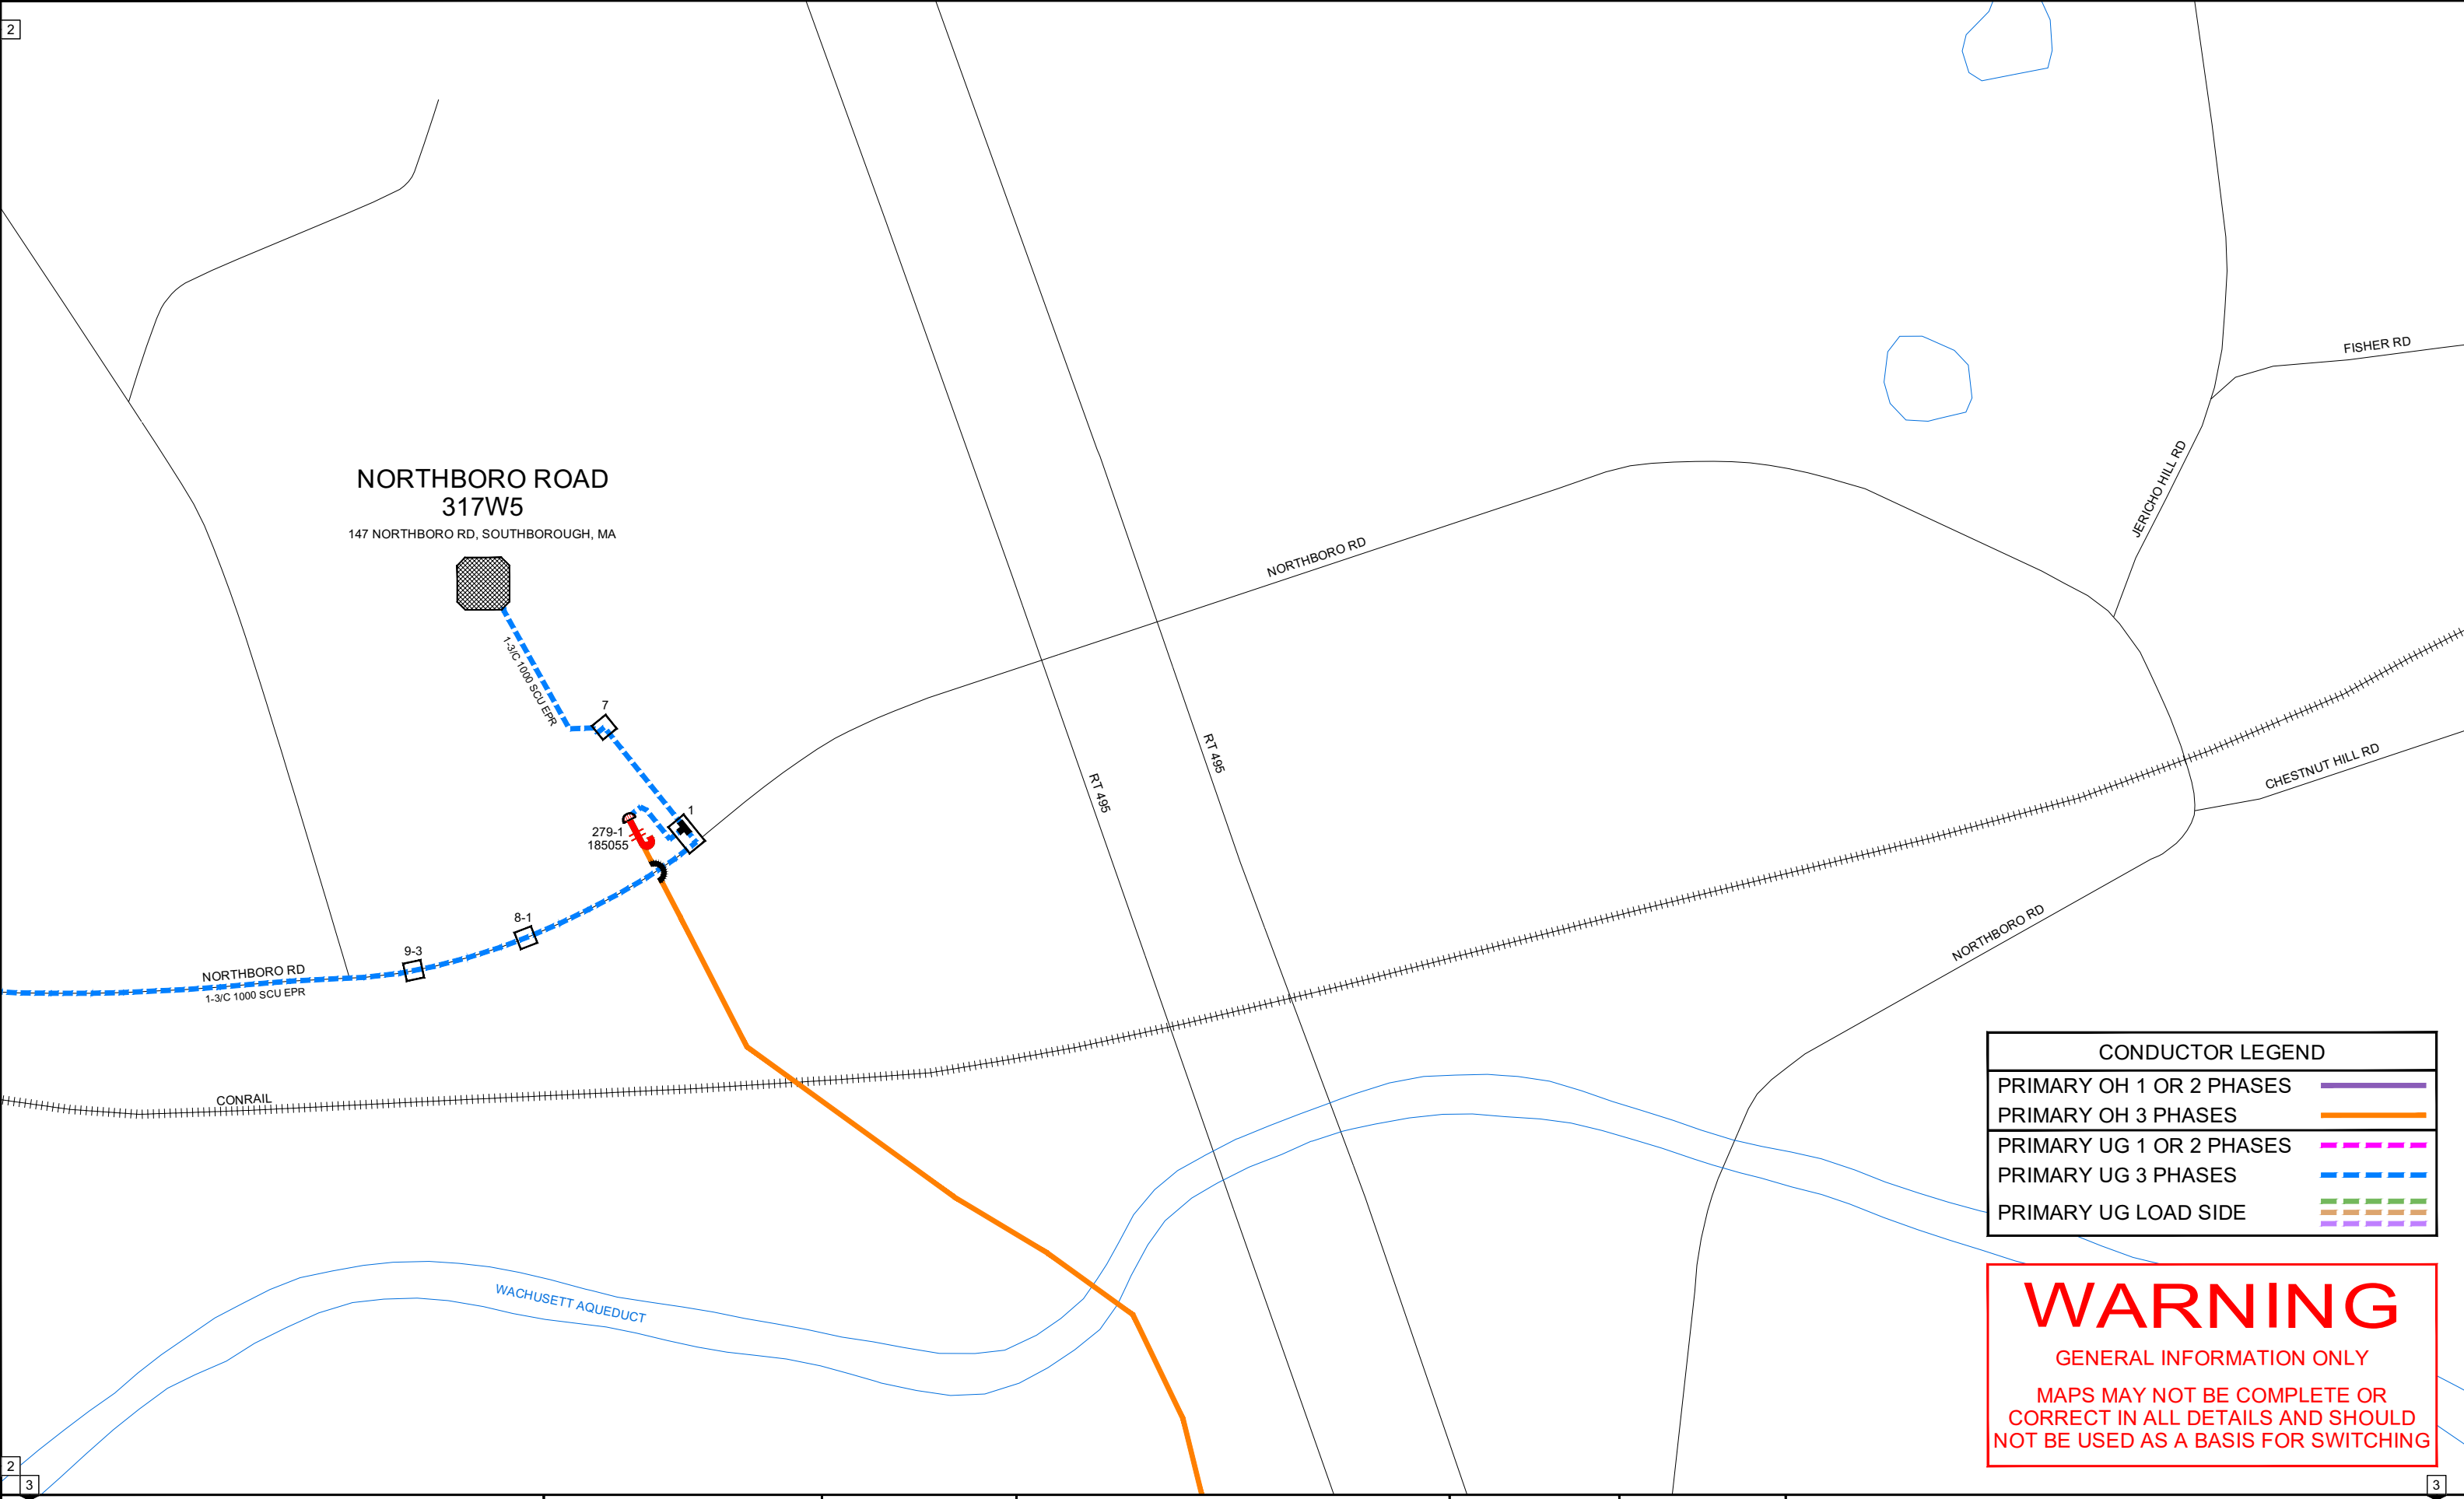 2
FISHER RD
JERICHO HILL RD
NORTHBORO ROAD
317W5
147 NORTHBORO RD, SOUTHBOROUGH, MA
NORTHBORO RD
1-3/C 1000 SCU EPR
7
RT 495
RT 495
CHESTNUT HILL RD
1
279-1
185055
8-1
9-3
NORTHBORO RD
NORTHBORO RD
1-3/C 1000 SCU EPR
CONRAIL
WACHUSETT AQUEDUCT
CONDUCTOR LEGEND
PRIMARY OH 1 OR 2 PHASES
PRIMARY OH 3 PHASES
PRIMARY UG 1 OR 2 PHASES
PRIMARY UG 3 PHASES
PRIMARY UG LOAD SIDE
WARNING
GENERAL INFORMATION ONLY
MAPS MAY NOT BE COMPLETE OR
CORRECT IN ALL DETAILS AND SHOULD
NOT BE USED AS A BASIS FOR SWITCHING
2
3
3